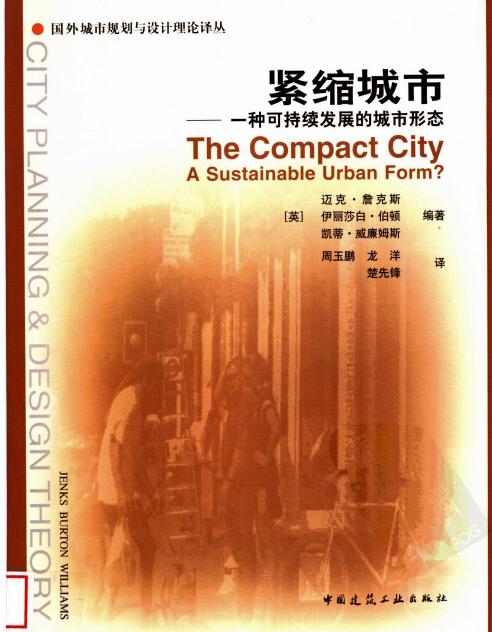 国外城市规划与设计理论译丛
CITY PLANNING & DESIGN THEORY
紧缩城市
—— 一种可持续发展的城市形态
The Compact City
A Sustainable Urban Form?
迈克·詹克斯
[英] 伊丽莎白·伯顿 编著
凯蒂·威廉姆斯
周玉鹏 龙 洋
楚先锋 译
JENKS BURTON WILLIAMS
PDG
中国建筑工业出版社